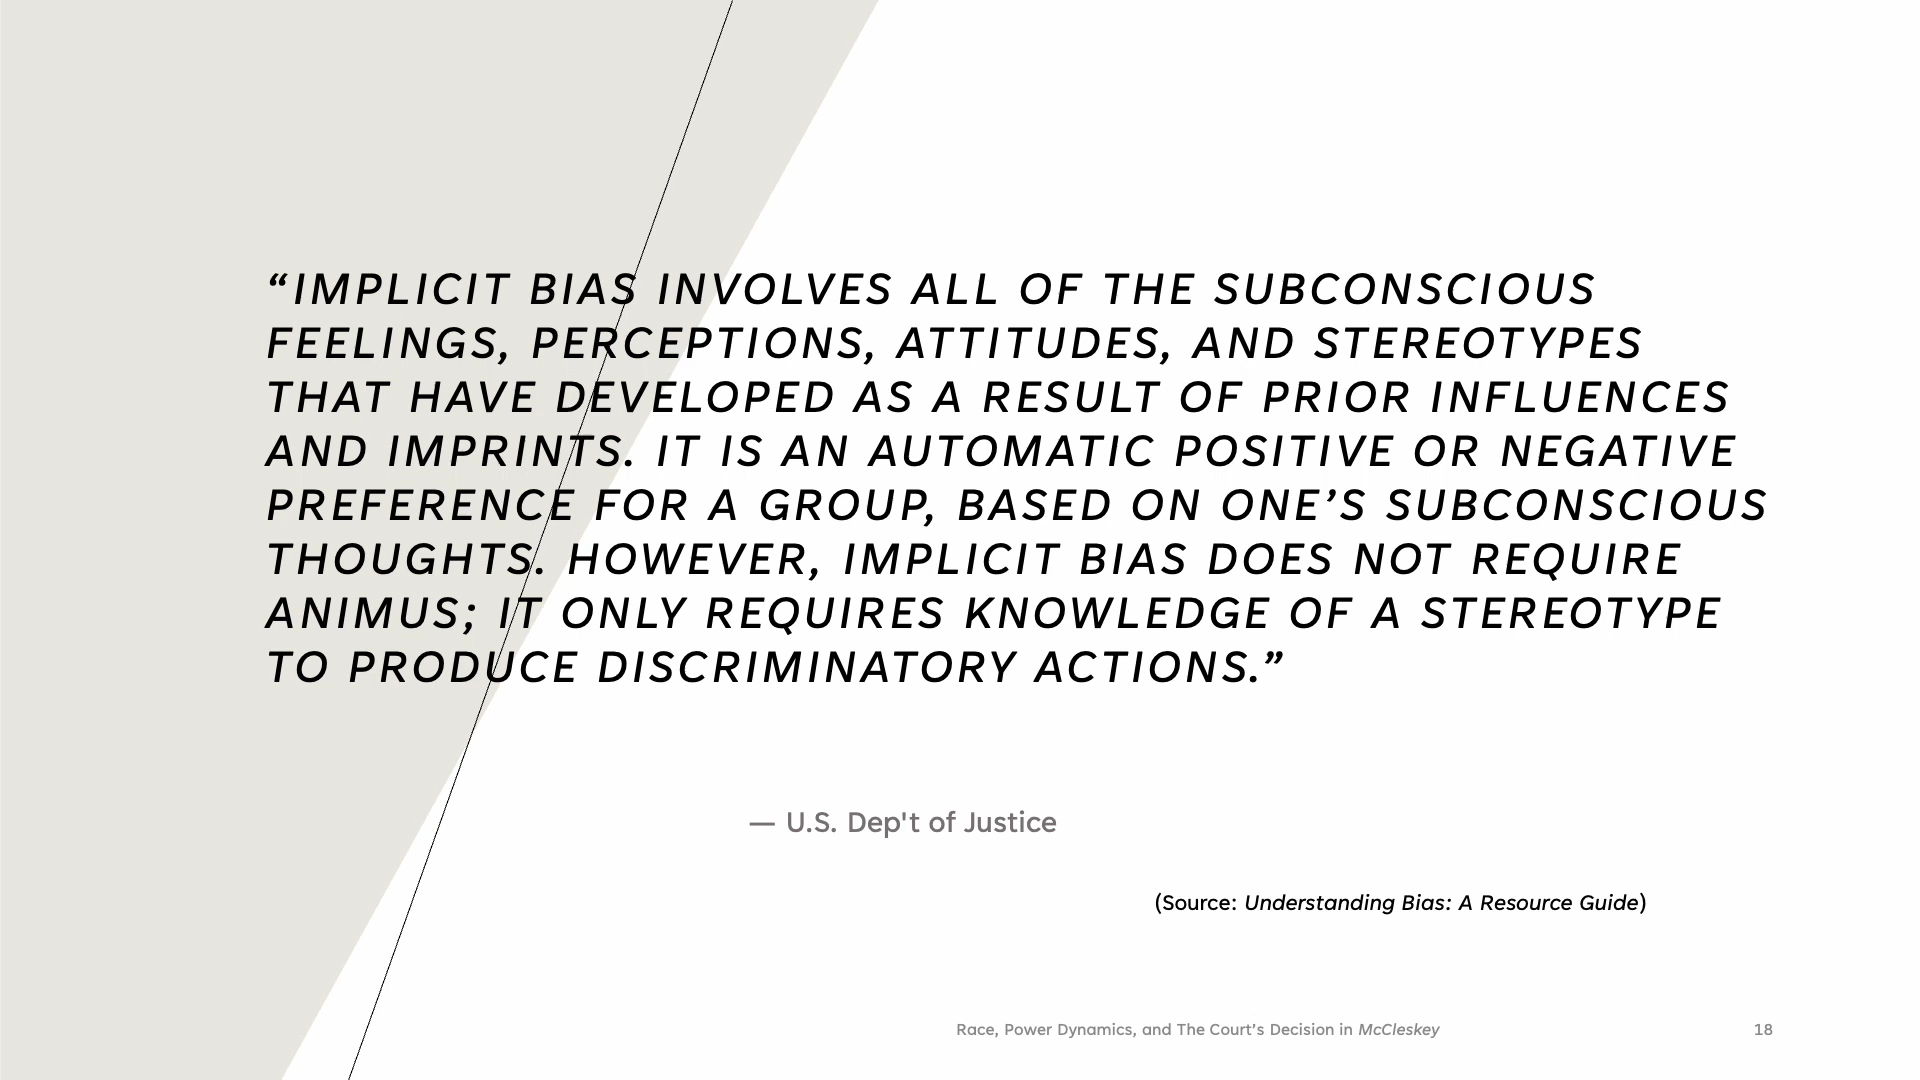 “IMPLICIT BIAS INVOLVES ALL OF THE SUBCONSCIOUS
FEELINGS, PERCEPTIONS, ATTITUDES, AND STEREOTYPES
THAT HAVE DEVELOPED AS A RESULT OF PRIOR INFLUENCES
AND IMPRINTS. IT IS AN AUTOMATIC POSITIVE OR NEGATIVE
PREFERENCE FOR A GROUP, BASED ON ONE’S SUBCONSCIOUS
THOUGHTS. HOWEVER, IMPLICIT BIAS DOES NOT REQUIRE
ANIMUS; IT ONLY REQUIRES KNOWLEDGE OF A STEREOTYPE
TO PRODUCE DISCRIMINATORY ACTIONS.”
— U.S. Dep't of Justice
(Source: Understanding Bias: A Resource Guide)
Race, Power Dynamics, and The Court’s Decision in McCleskey
18